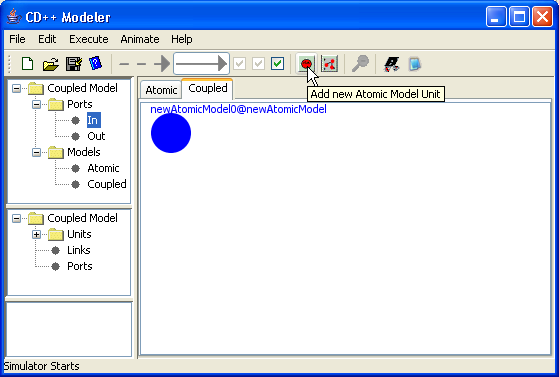 CD++ Modeler
File Edit Execute Animate Help
Add new Atomic Model Unit
Coupled Model
Ports
In
Out
Models
Atomic
Coupled
Coupled Model
Units
Links
Ports
Atomic Coupled
newAtomicModel0@newAtomicModel
Simulator Starts